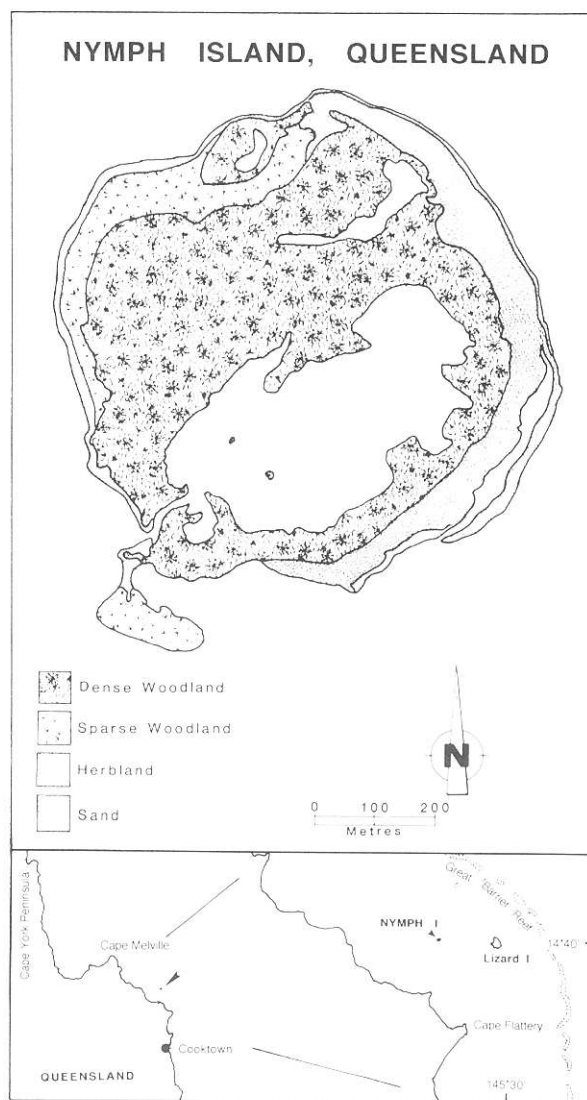 NYMPH ISLAND, QUEENSLAND
Dense Woodland
Sparse Woodland
Herbland
Sand
N
0 100 200
Metres
Cape York Peninsula
Cape Melville
Cooktown
QUEENSLAND
Great Barrier Reef
NYMPH I
Lizard I
14°40'
Cape Flattery
145°30'